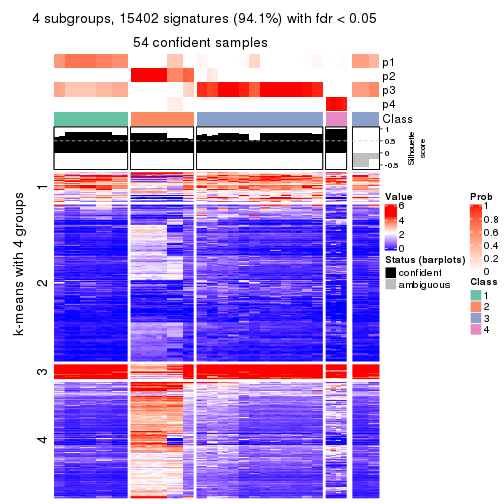 4 subgroups, 15402 signatures (94.1%) with fdr < 0.05
54 confident samples
p1
p2
p3
p4
Class
1
0.5
0
-0.5
Silhouette
score
k-means with 4 groups
1
2
3
4
Value
6
4
2
0
Status (barplots)
confident
ambiguous
Prob
1
0.8
0.6
0.4
0.2
0
Class
1
2
3
4